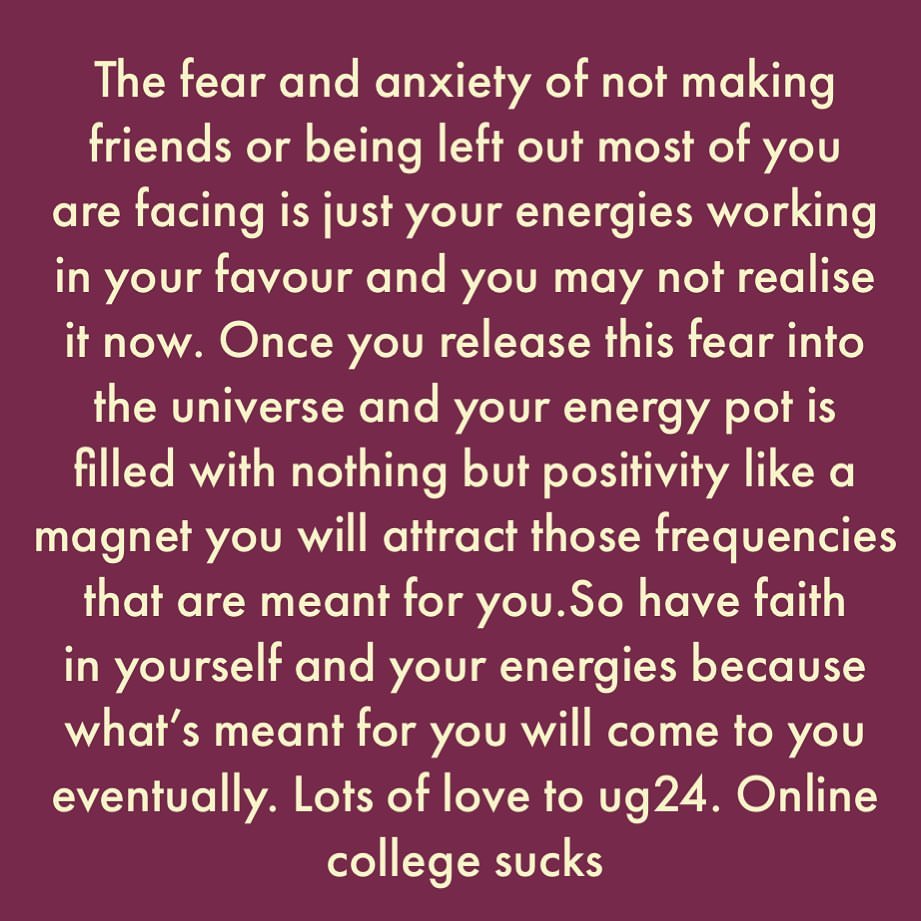 The fear and anxiety of not making
friends or being left out most of you
are facing is just your energies working
in your favour and you may not realise
it now. Once you release this fear into
the universe and your energy pot is
filled with nothing but positivity like a
magnet you will attract those frequencies
that are meant for you.So have faith
in yourself and your energies because
what’s meant for you will come to you
eventually. Lots of love to ug24. Online
college sucks